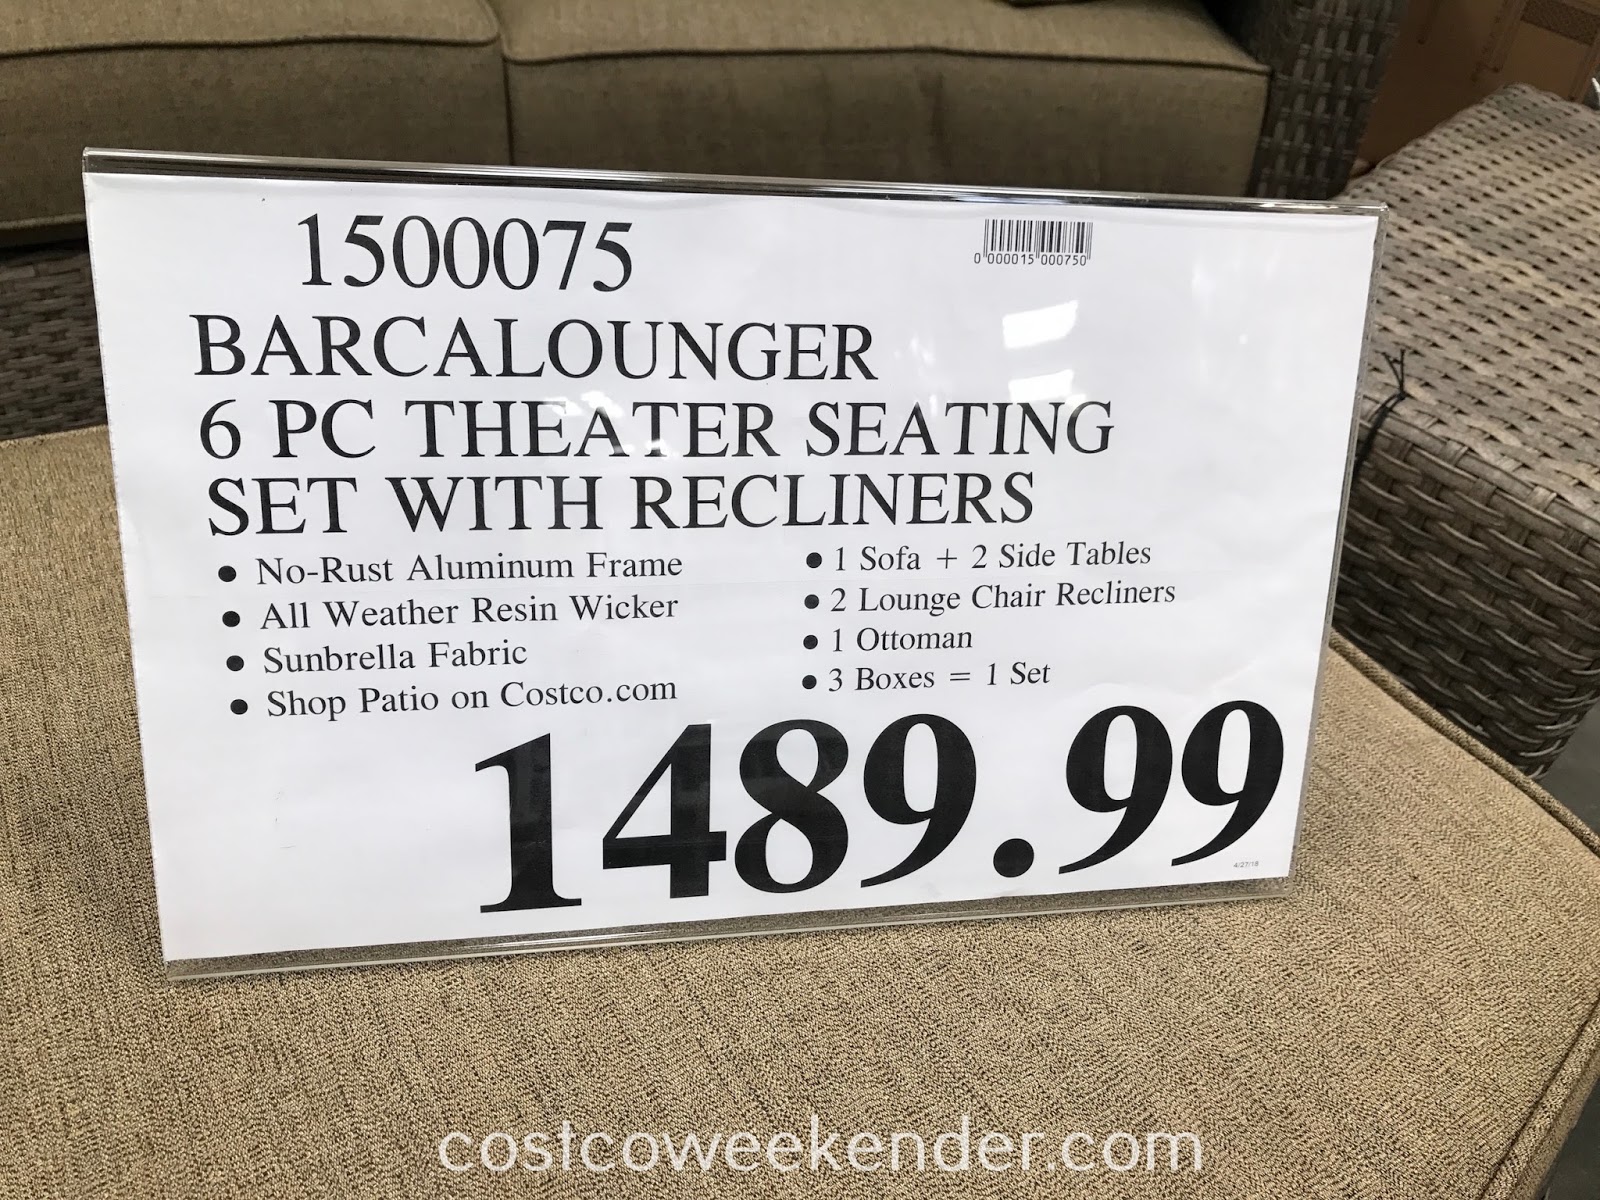 1500075
0 000015 000750
BARCALOUNGER
6 PC THEATER SEATING
SET WITH RECLINERS
• No-Rust Aluminum Frame
• All Weather Resin Wicker
• Sunbrella Fabric
• Shop Patio on Costco.com
• 1 Sofa + 2 Side Tables
• 2 Lounge Chair Recliners
• 1 Ottoman
• 3 Boxes = 1 Set
1489.99
4/27/18
costcoweekender.com